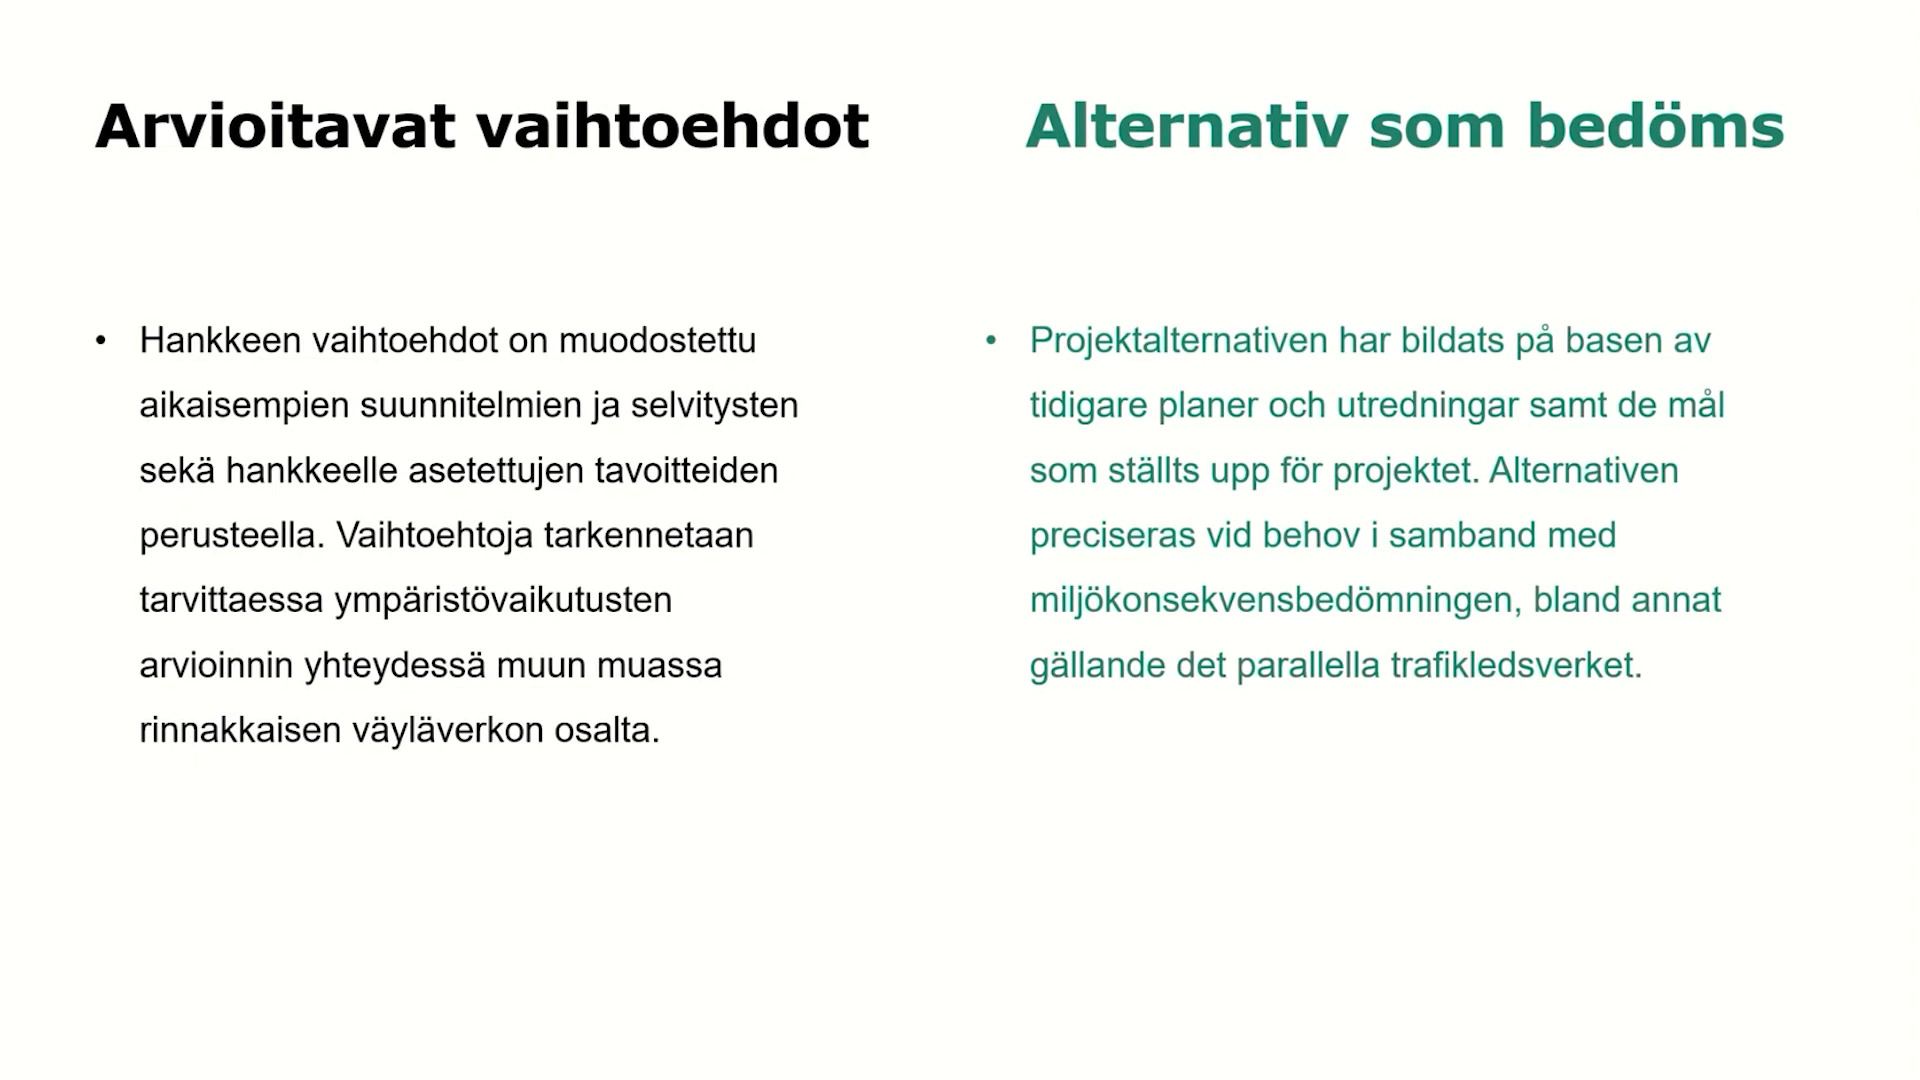 Arvioitavat vaihtoehdot
• Hankkeen vaihtoehdot on muodostettu
aikaisempien suunnitelmien ja selvitysten
sekä hankkeelle asetettujen tavoitteiden
perusteella. Vaihtoehtoja tarkennetaan
tarvittaessa ympäristövaikutusten
arvioinnin yhteydessä muun muassa
rinnakkaisen väyläverkon osalta.
Alternativ som bedöms
• Projektalternativen har bildats på basen av
tidigare planer och utredningar samt de mål
som ställts upp för projektet. Alternativen
preciseras vid behov i samband med
miljökonsekvensbedömningen, bland annat
gällande det parallella trafikledsverket.